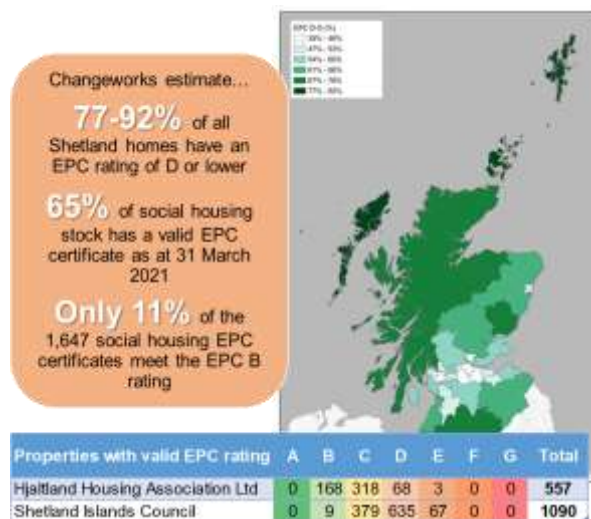 Changeworks estimate…
77-92% of all
Shetland homes have an
EPC rating of D or lower
65% of social housing
stock has a valid EPC
certificate as at 31 March
2021
Only 11% of the
1,647 social housing EPC
certificates meet the EPC B
rating
Properties with valid EPC rating A B C D E F G Total
Hjaltland Housing Association Ltd 0 168 318 68 3 0 0 557
Shetland Islands Council 0 9 379 635 67 0 0 1090